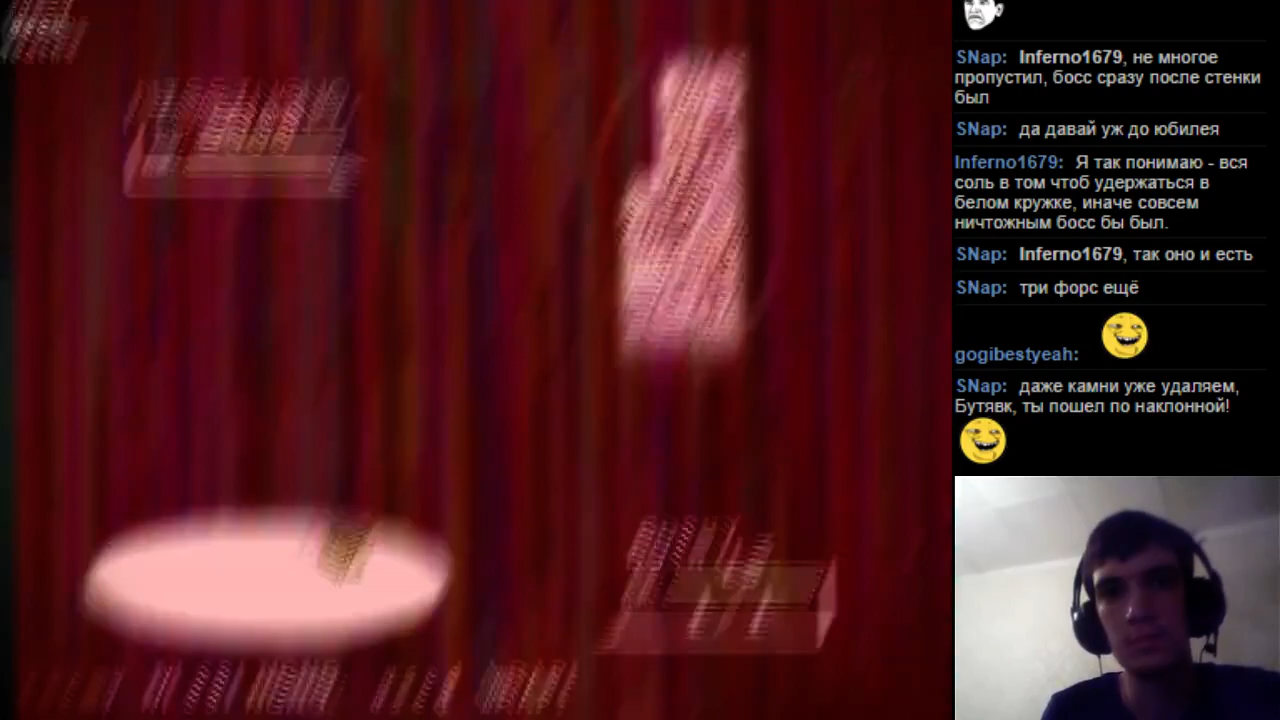 SNap: Inferno1679, не многое
пропустил, босс сразу после стенки
был
SNap: да давай уж до юбилея
Inferno1679: Я так понимаю - вся
соль в том чтоб удержаться в
белом кружке, иначе совсем
ничтожным босс бы был.
SNap: Inferno1679, так оно и есть
SNap: три форс ещё
gogibestyeah:
SNap: даже камни уже удаляем,
Бутявк, ты пошел по наклонной!